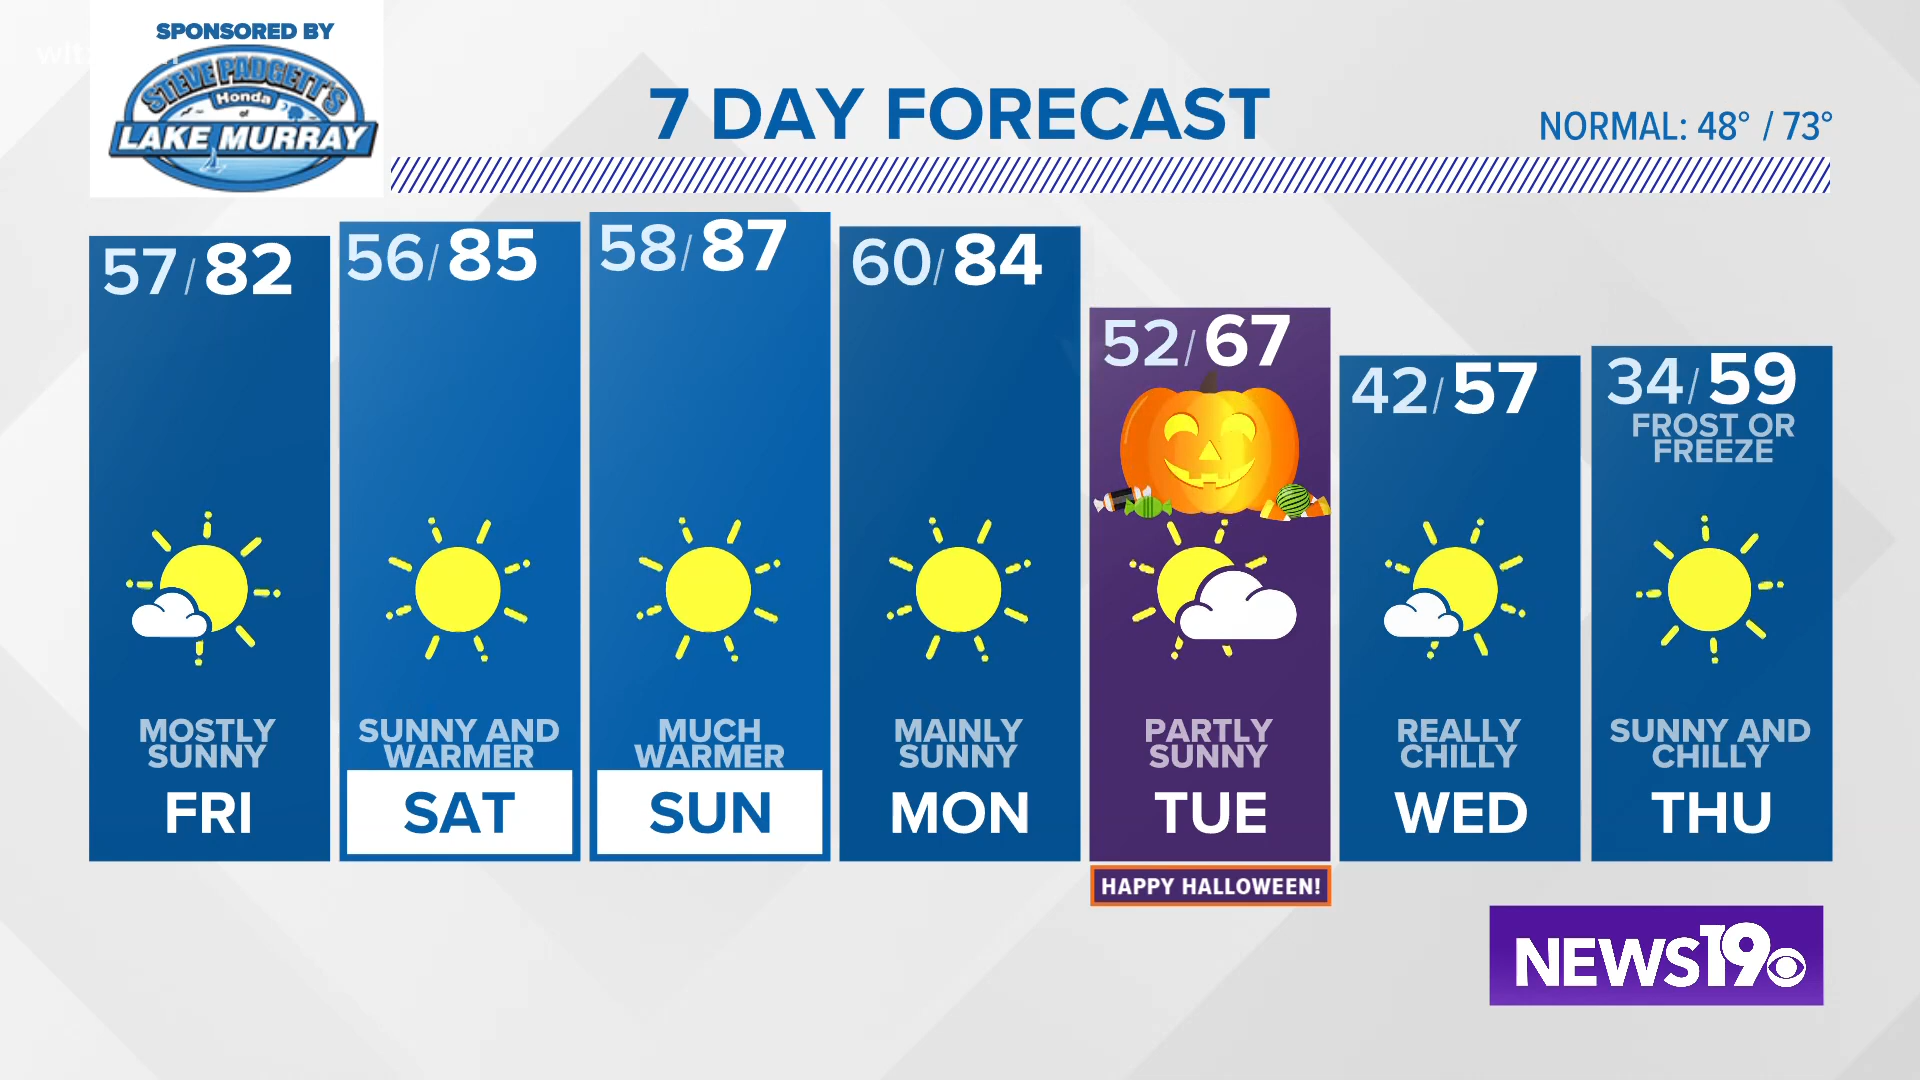 SPONSORED BY
STEVE PADGETT'S
Honda
of
LAKE MURRAY
7 DAY FORECAST
NORMAL: 48° / 73°
57/82
MOSTLY
SUNNY
FRI
56/85
SUNNY AND
WARMER
SAT
58/87
MUCH
WARMER
SUN
60/84
MAINLY
SUNNY
MON
52/67
PARTLY
SUNNY
TUE
HAPPY HALLOWEEN!
42/57
REALLY
CHILLY
WED
34/59
FROST OR
FREEZE
SUNNY AND
CHILLY
THU
NEWS19